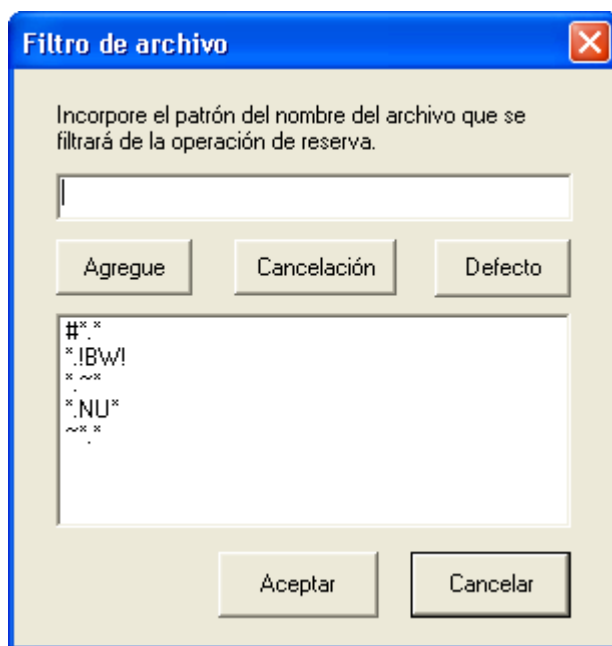 Filtro de archivo
Incorpore el patrón del nombre del archivo que se
filtrará de la operación de reserva.
Agregue Cancelación Defecto
#*.*
*.!BW!
*.~*
*.NU*
~*.*
Aceptar Cancelar